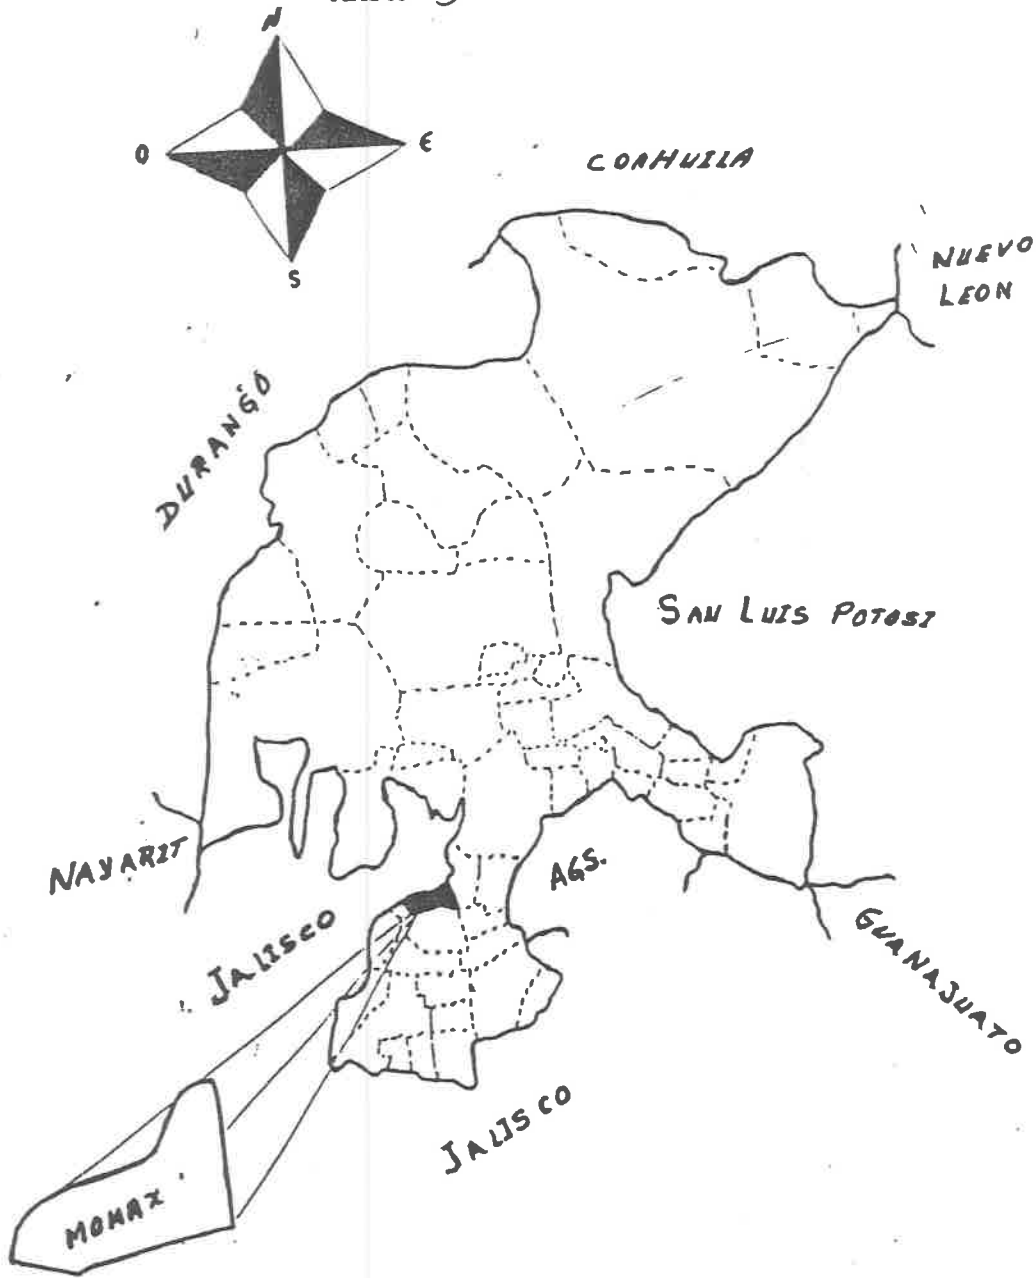 N
O
E
S
COAHUILA
NUEVO
LEON
DURANGO
SAN LUIS POTOSI
NAYARIT
AGS.
JALISCO
GUANAJUATO
JALISCO
MOMAX